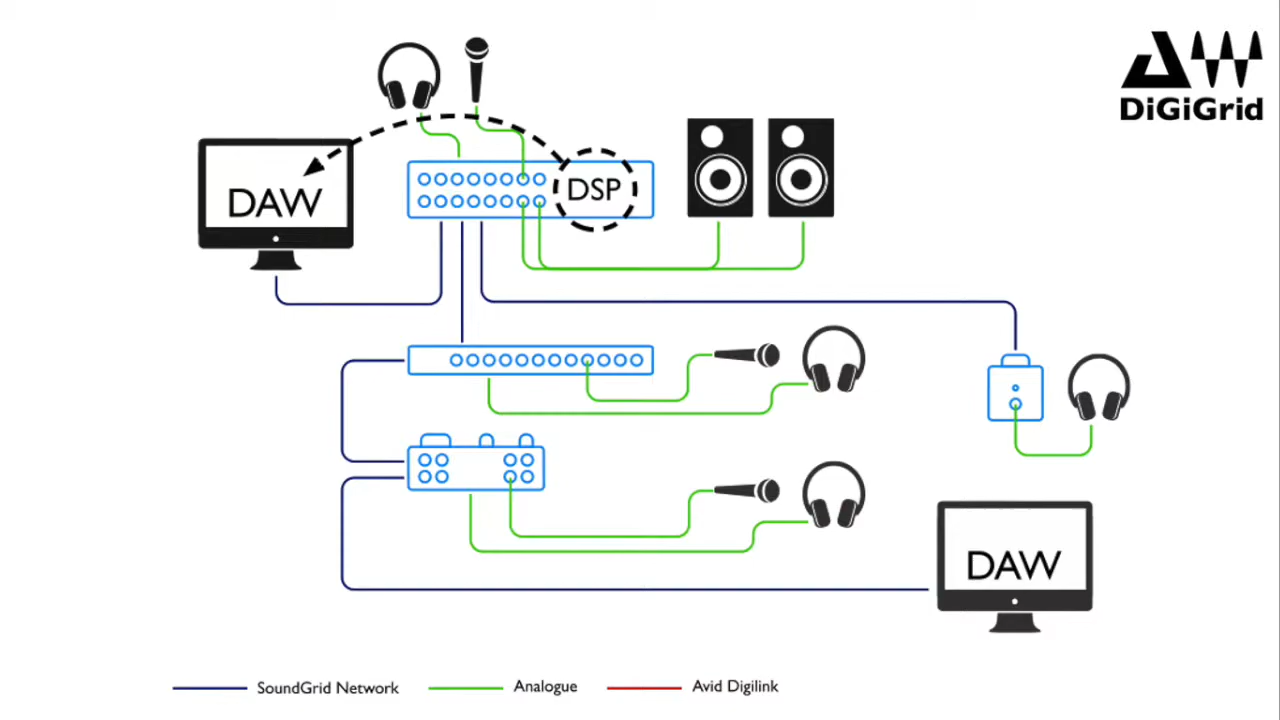 DiGiGrid
DAW
DSP
DAW
SoundGrid Network
Analogue
Avid Digilink